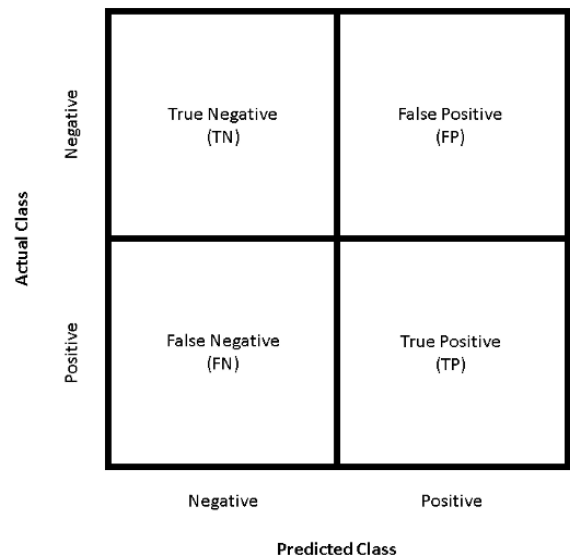 Actual Class
Negative
True Negative
(TN)
False Positive
(FP)
Positive
False Negative
(FN)
True Positive
(TP)
Negative
Positive
Predicted Class